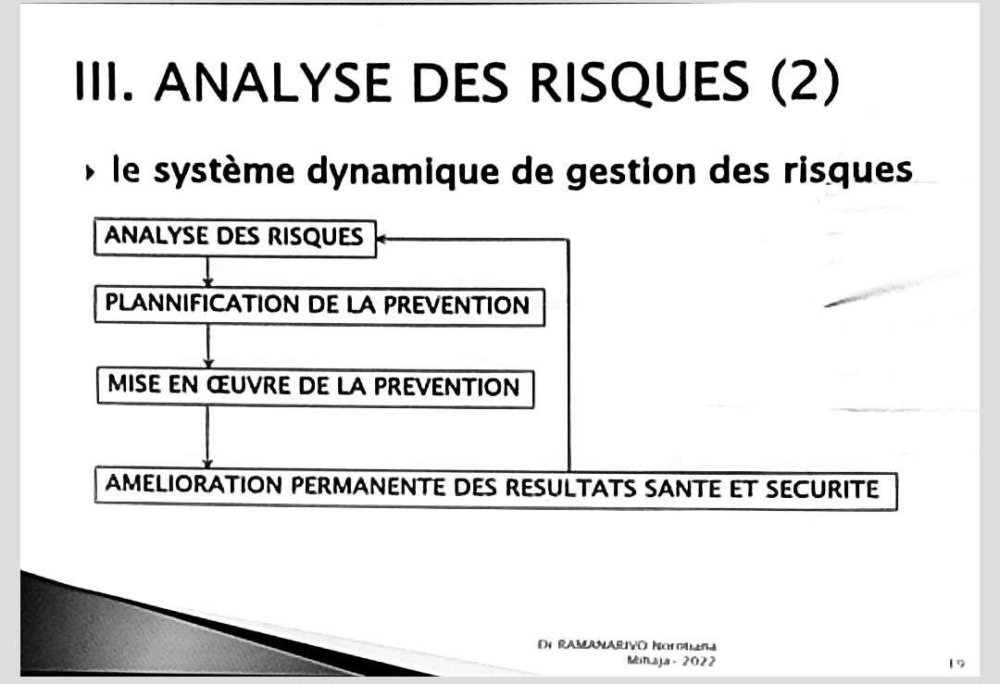 III. ANALYSE DES RISQUES (2)
le système dynamique de gestion des risques
ANALYSE DES RISQUES
PLANNIFICATION DE LA PREVENTION
MISE EN ŒUVRE DE LA PREVENTION
AMELIORATION PERMANENTE DES RESULTATS SANTE ET SECURITE
Dr RAMANARIVO Norotiana
Mihaja- 2022
19